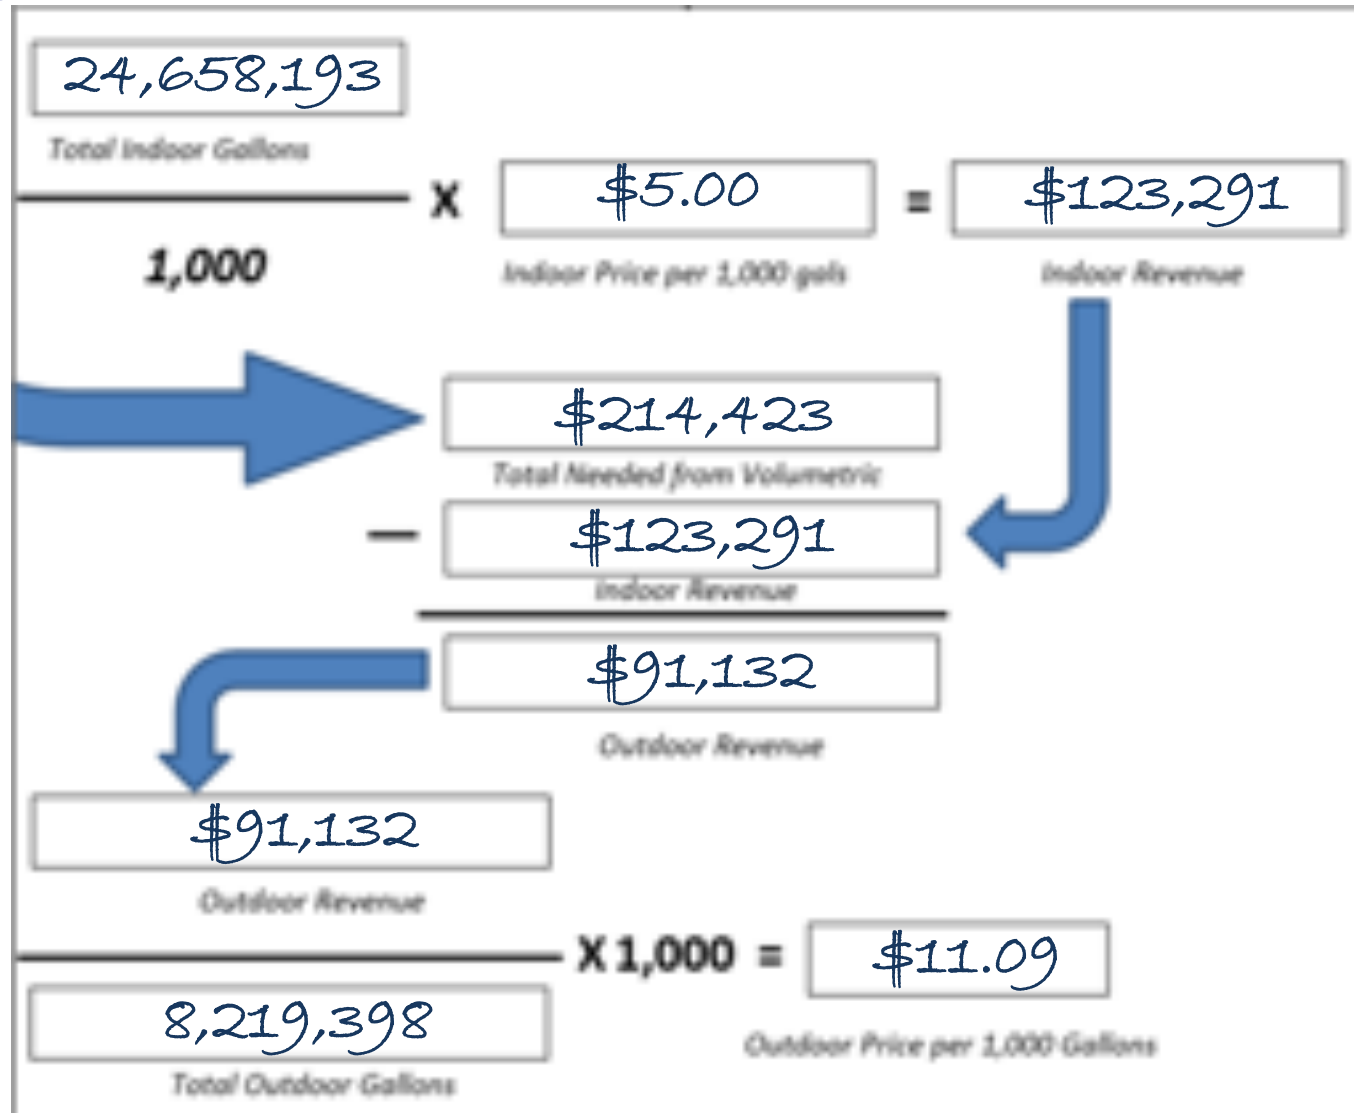 24,658,193
Total Indoor Gallons
X $5.00 = $123,291
1,000
Indoor Price per 1,000 gals
Indoor Revenue
$214,423
Total Needed from Volumetric
— $123,291
Indoor Revenue
$91,132
Outdoor Revenue
$91,132
Outdoor Revenue
X 1,000 = $11.09
8,219,398
Outdoor Price per 1,000 Gallons
Total Outdoor Gallons